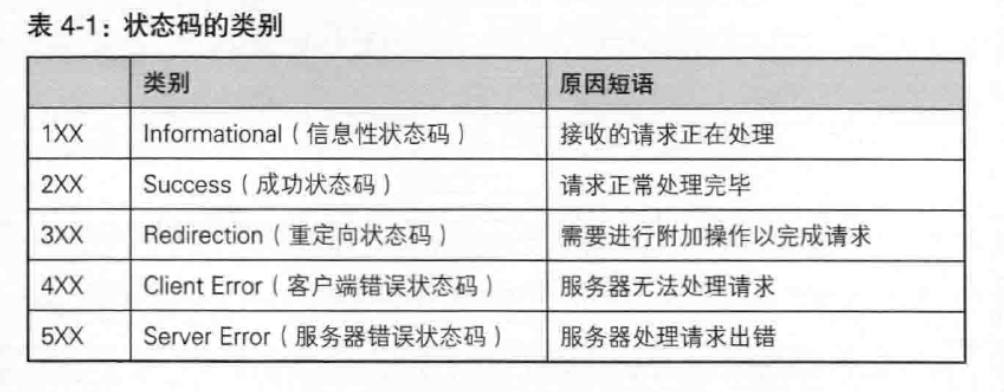 表 4-1：状态码的类别
类别 原因短语
1XX Informational（信息性状态码） 接收的请求正在处理
2XX Success（成功状态码） 请求正常处理完毕
3XX Redirection（重定向状态码） 需要进行附加操作以完成请求
4XX Client Error（客户端错误状态码） 服务器无法处理请求
5XX Server Error（服务器错误状态码） 服务器处理请求出错